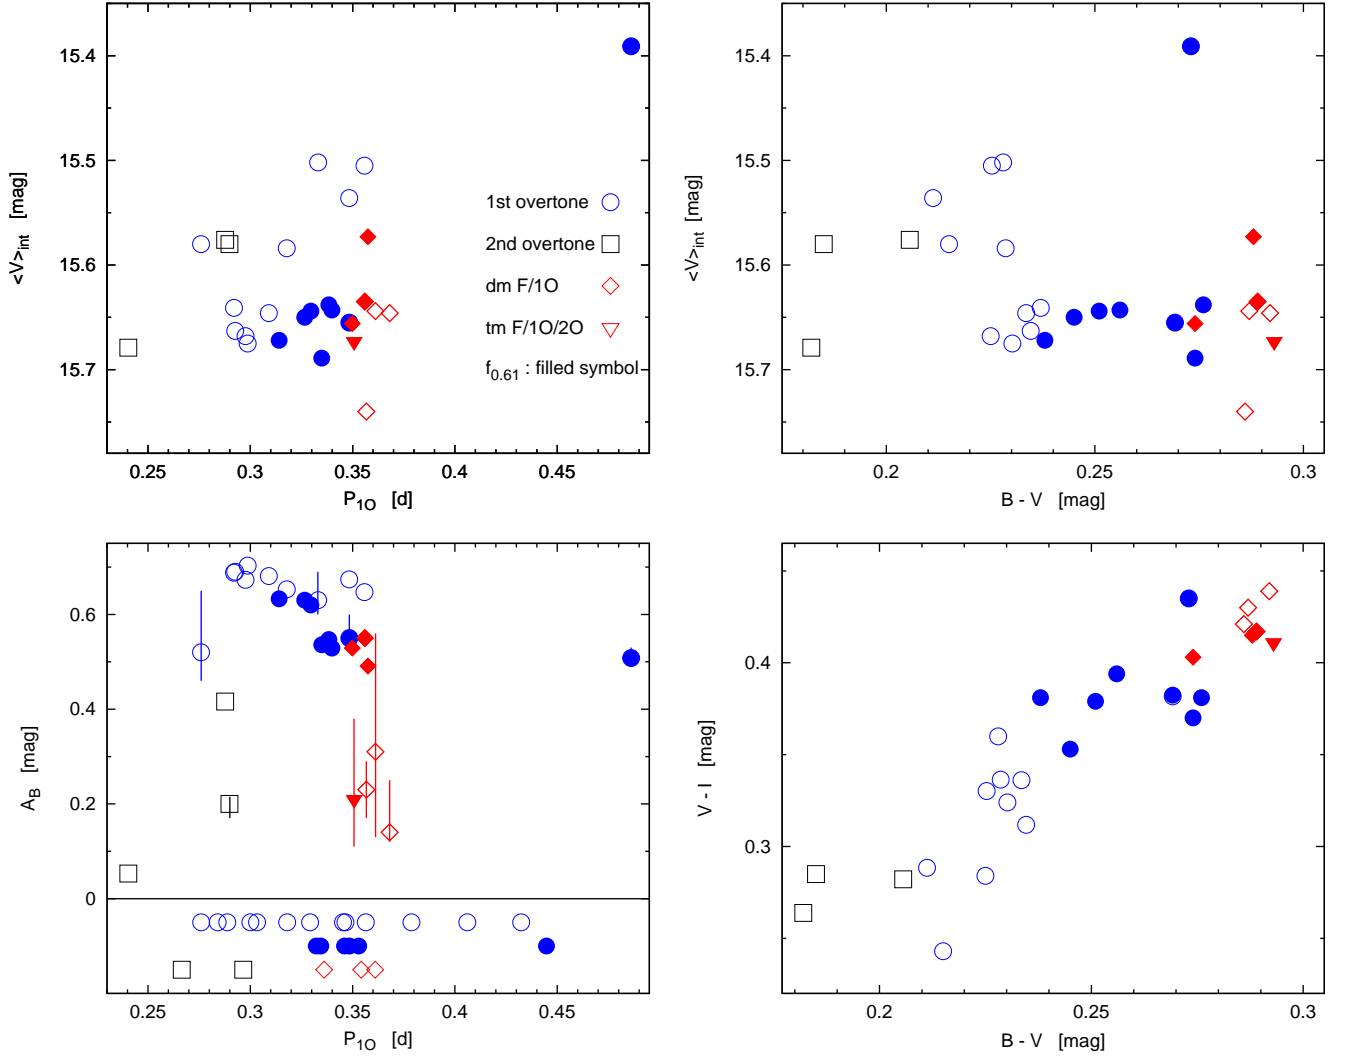 15.4
15.5
15.6
15.7
<V>int [mag]
0.25 0.3 0.35 0.4 0.45
P1O [d]
1st overtone
2nd overtone
dm F/1O
tm F/1O/2O
f0.61 : filled symbol
15.4
15.5
15.6
15.7
<V>int [mag]
0.2 0.25 0.3
B - V [mag]
0.6
0.4
0.2
0
AB [mag]
0.25 0.3 0.35 0.4 0.45
P1O [d]
0.4
0.3
V - I [mag]
0.2 0.25 0.3
B - V [mag]